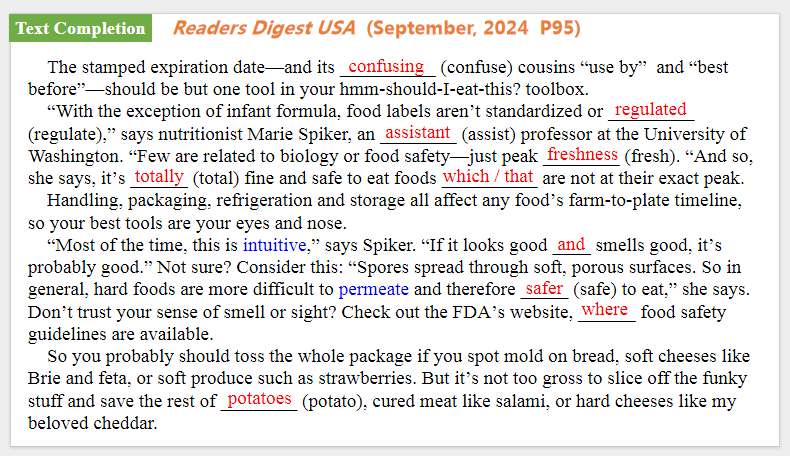 Text Completion Readers Digest USA (September, 2024 P95)
The stamped expiration date—and its confusing (confuse) cousins “use by” and “best
before”—should be but one tool in your hmm-should-I-eat-this? toolbox.
“With the exception of infant formula, food labels aren’t standardized or regulated
(regulate),” says nutritionist Marie Spiker, an assistant (assist) professor at the University of
Washington. “Few are related to biology or food safety—just peak freshness (fresh). “And so,
she says, it’s totally (total) fine and safe to eat foods which / that are not at their exact peak.
Handling, packaging, refrigeration and storage all affect any food’s farm-to-plate timeline,
so your best tools are your eyes and nose.
“Most of the time, this is intuitive,” says Spiker. “If it looks good and smells good, it’s
probably good.” Not sure? Consider this: “Spores spread through soft, porous surfaces. So in
general, hard foods are more difficult to permeate and therefore safer (safe) to eat,” she says.
Don’t trust your sense of smell or sight? Check out the FDA’s website, where food safety
guidelines are available.
So you probably should toss the whole package if you spot mold on bread, soft cheeses like
Brie and feta, or soft produce such as strawberries. But it’s not too gross to slice off the funky
stuff and save the rest of potatoes (potato), cured meat like salami, or hard cheeses like my
beloved cheddar.